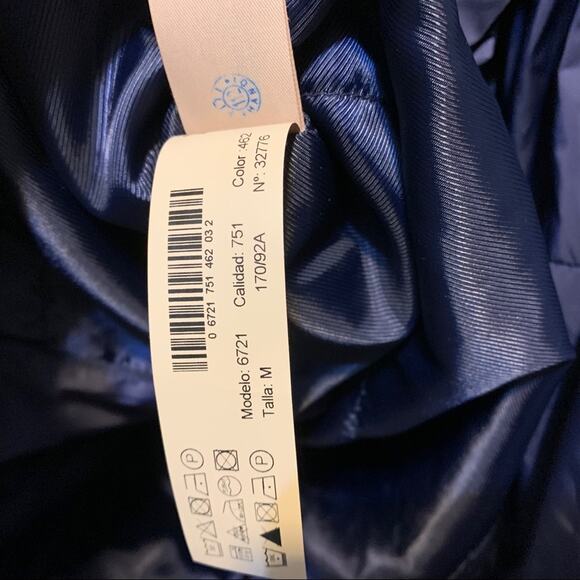 0 6721 751 462 03 2
Modelo: 6721 Calidad: 751 Color :462
Talla: M 170/92A Nº: 32776
P
P